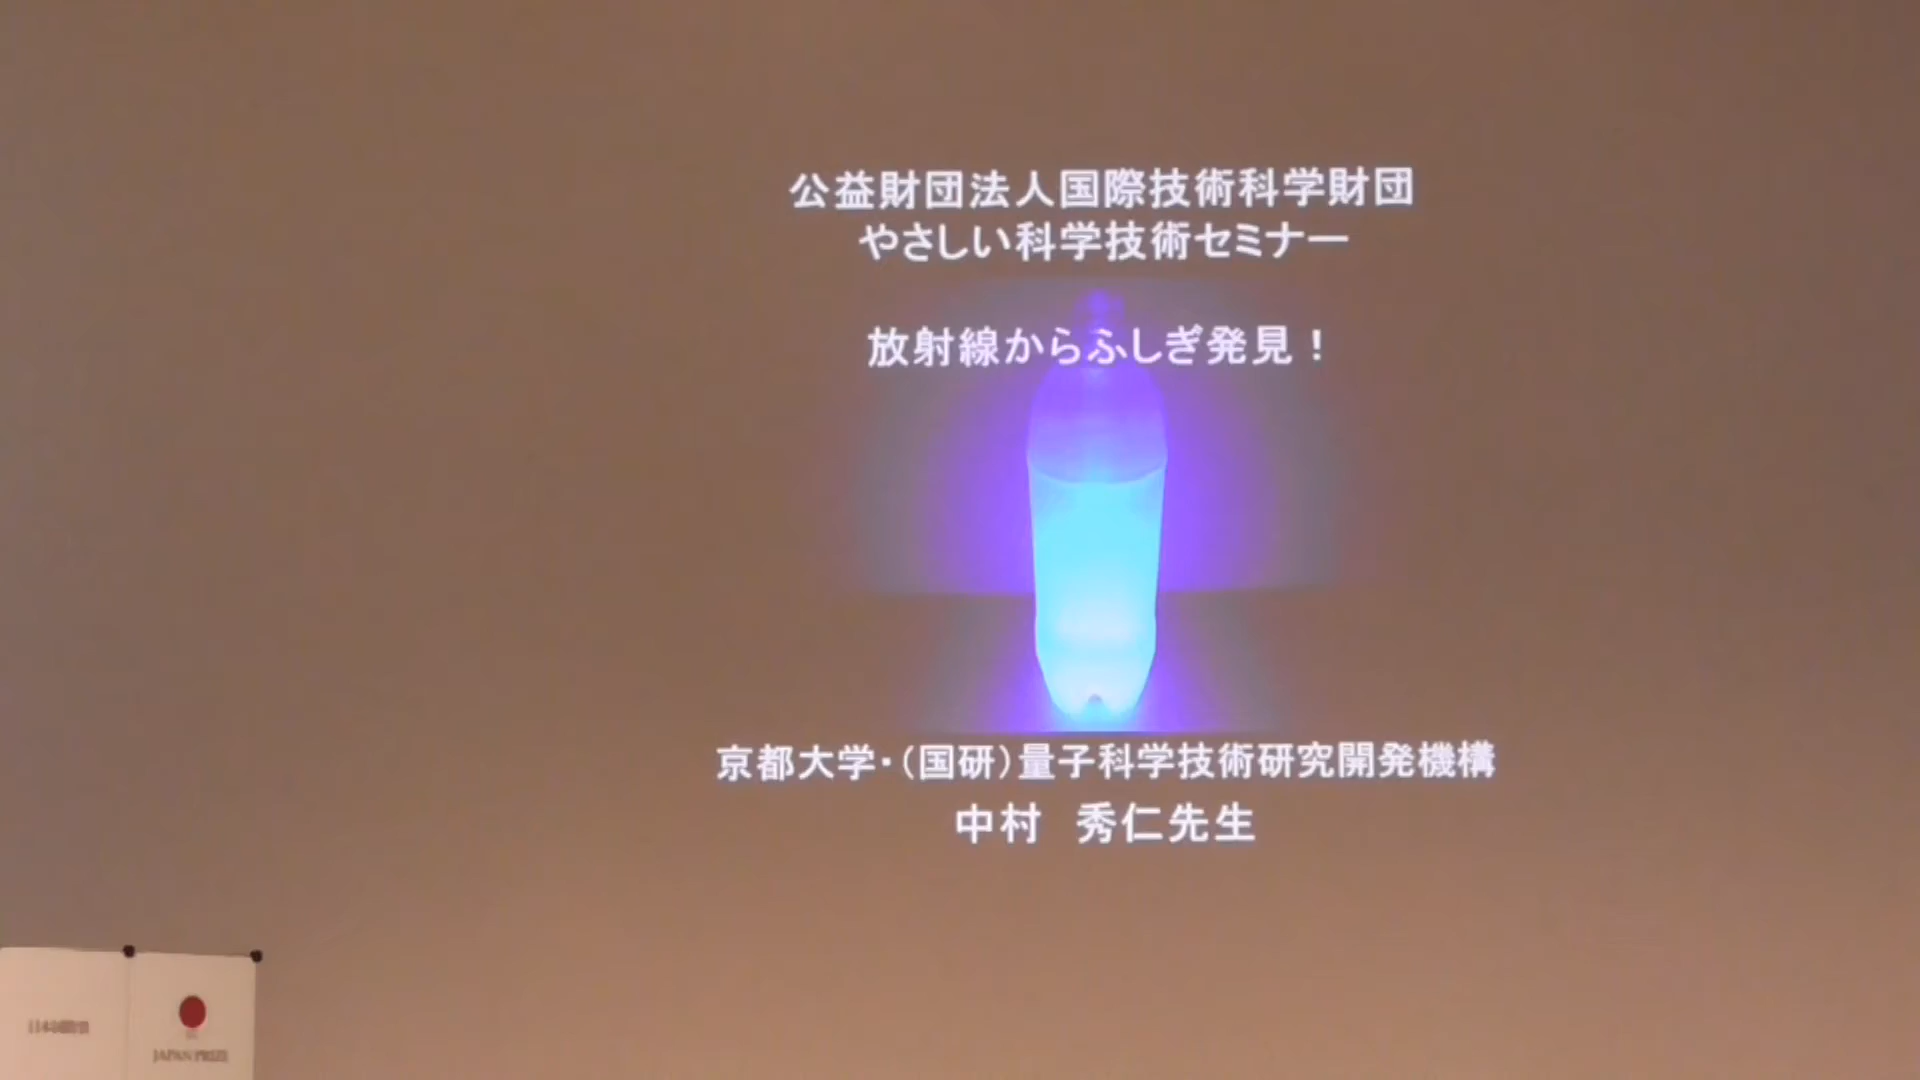 公益財団法人国際技術科学財団
やさしい科学技術セミナー
放射線からふしぎ発見！
京都大学・（国研）量子科学技術研究開発機構
中村　秀仁先生
JAPAN PRIZE